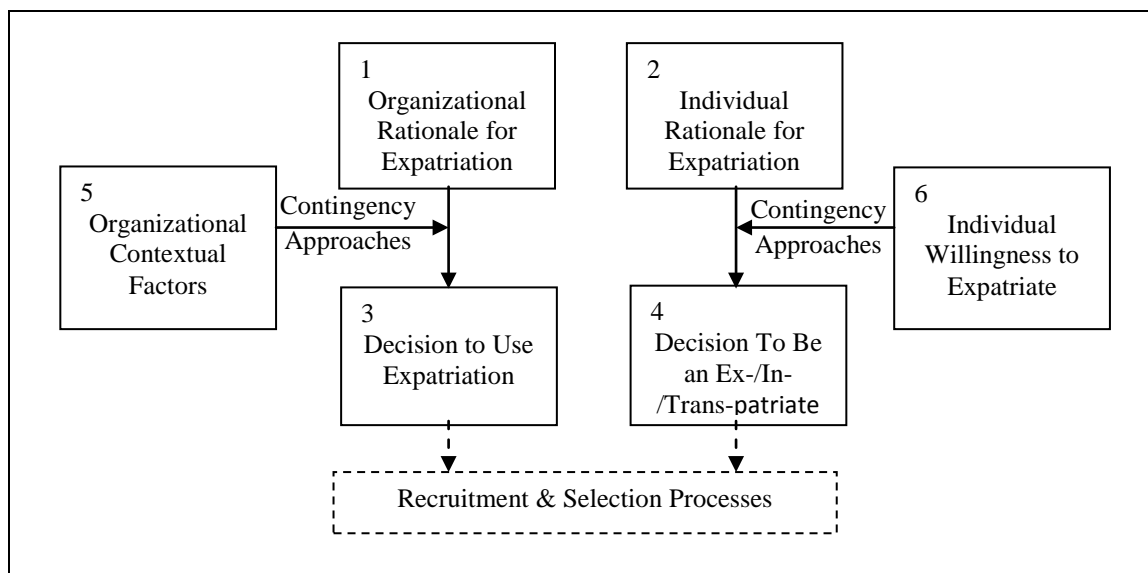 1
Organizational
Rationale for
Expatriation
2
Individual
Rationale for
Expatriation
5
Organizational
Contextual
Factors
Contingency
Approaches
Contingency
Approaches
6
Individual
Willingness to
Expatriate
3
Decision to Use
Expatriation
4
Decision To Be
an Ex-/In-
/Trans-patriate
Recruitment & Selection Processes